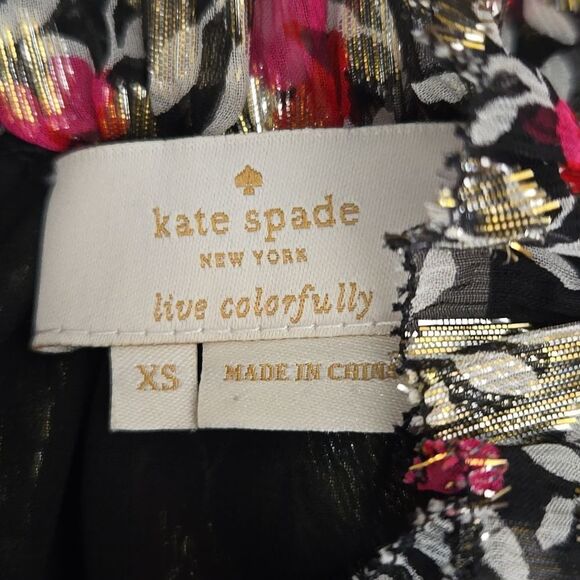 kate spade
NEW YORK
live colorfully
XS
MADE IN CHINA